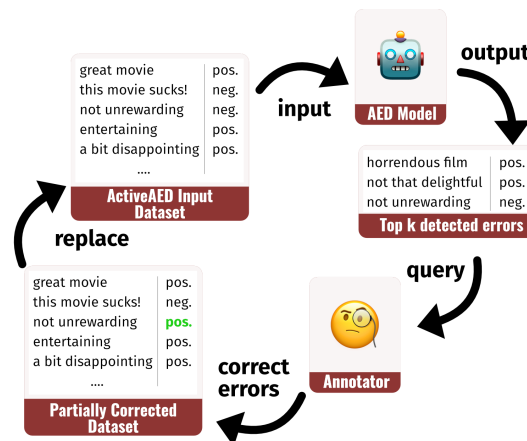 great movie pos.
this movie sucks! neg.
not unrewarding neg.
entertaining pos.
a bit disappointing pos.
....
ActiveAED Input
Dataset
input
AED Model
output
horrendous film pos.
not that delightful pos.
not unrewarding neg.
Top k detected errors
query
Annotator
correct
errors
great movie pos.
this movie sucks! neg.
not unrewarding pos.
entertaining pos.
a bit disappointing pos.
....
Partially Corrected
Dataset
replace